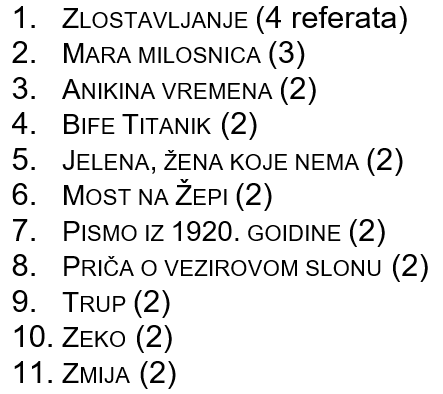 1. ZLOSTAVLJANJE (4 referata)
2. MARA MILOSNICA (3)
3. ANIKINA VREMENA (2)
4. BIFE TITANIK (2)
5. JELENA, ŽENA KOJE NEMA (2)
6. MOST NA ŽEPI (2)
7. PISMO IZ 1920. GOIDINE (2)
8. PRIČA O VEZIROVOM SLONU (2)
9. TRUP (2)
10. ZEKO (2)
11. ZMIJA (2)